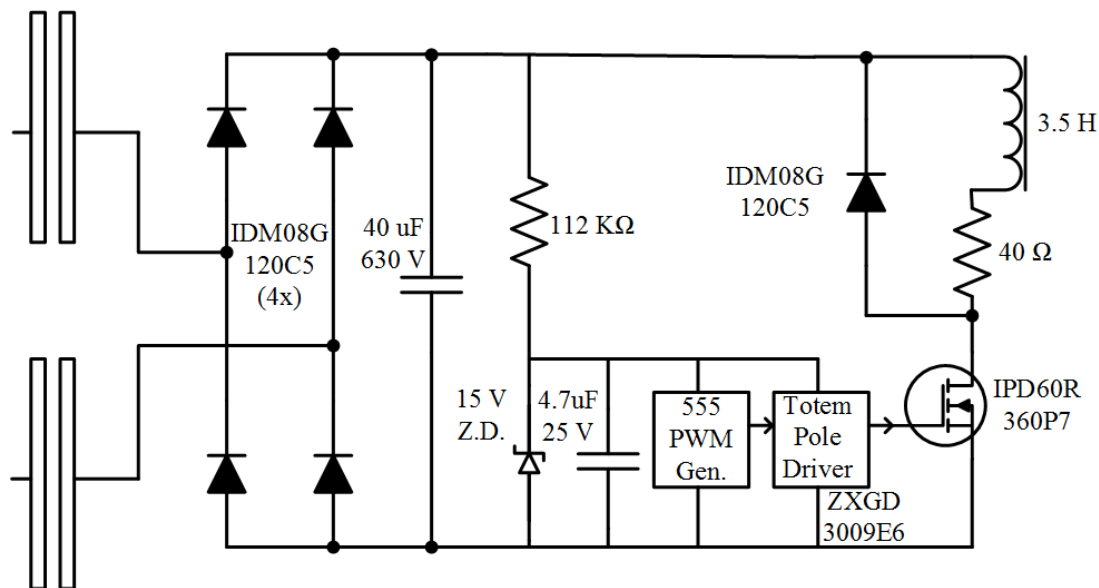 3.5 H
IDM08G
120C5
(4x)
40 uF
630 V
112 KΩ
IDM08G
120C5
40 Ω
15 V
Z.D.
4.7uF
25 V
555
PWM
Gen.
Totem
Pole
Driver
ZXGD
3009E6
IPD60R
360P7